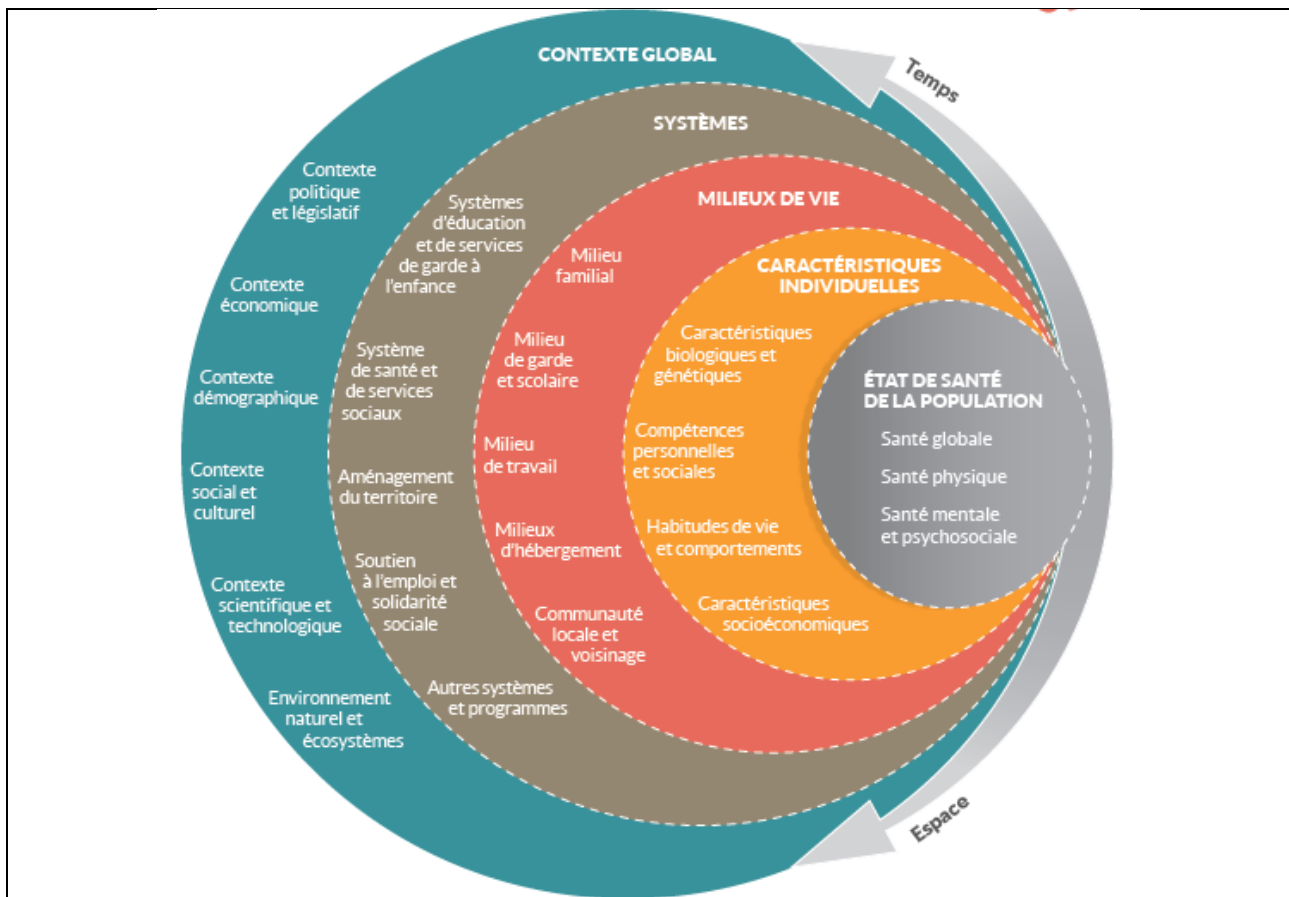 CONTEXTE GLOBAL
Temps
SYSTÈMES
Contexte
politique
et législatif
Contexte
économique
Contexte
démographique
Contexte
social et
culturel
Contexte
scientifique et
technologique
Environnement
naturel et
écosystèmes
Systèmes
d'éducation
et de services
de garde à
l'enfance
Système
de santé et
de services
sociaux
Aménagement
du territoire
Soutien
à l'emploi et
solidarité
sociale
Autres systèmes
et programmes
MILIEUX DE VIE
Milieu
familial
Milieu
de garde
et scolaire
Milieu
de travail
Milieux
d'hébergement
Communauté
locale et
voisinage
CARACTÉRISTIQUES
INDIVIDUELLES
Caractéristiques
biologiques et
génétiques
Compétences
personnelles
et sociales
Habitudes de vie
et comportements
Caractéristiques
socioéconomiques
ÉTAT DE SANTÉ
DE LA POPULATION
Santé globale
Santé physique
Santé mentale
et psychosociale
Espace